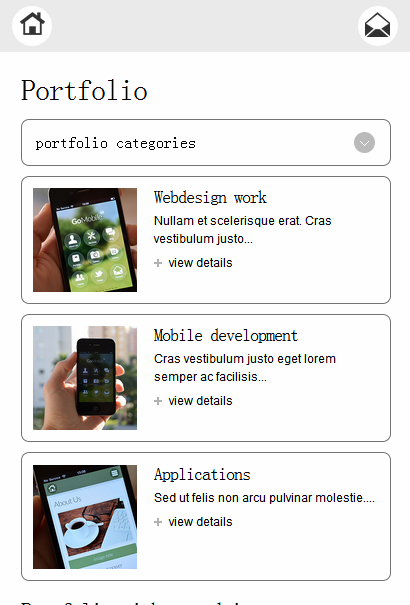 Portfolio
portfolio categories
GoMobile
Webdesign work
Nullam et scelerisque erat. Cras
vestibulum justo...
view details
Mobile development
Cras vestibulum justo eget lorem
semper ac facilisis...
view details
About Us
Applications
Sed ut felis non arcu pulvinar molestie....
view details